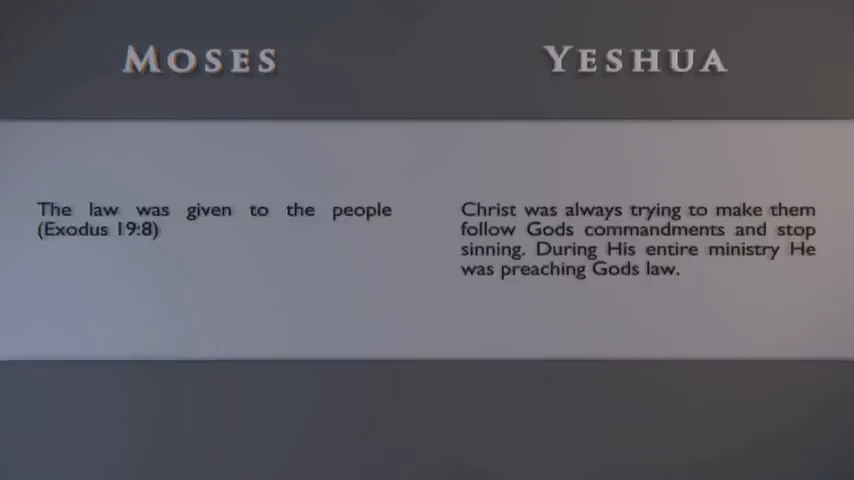 MOSES
YESHUA
The law was given to the people
(Exodus 19:8)
Christ was always trying to make them
follow Gods commandments and stop
sinning. During His entire ministry He
was preaching Gods law.